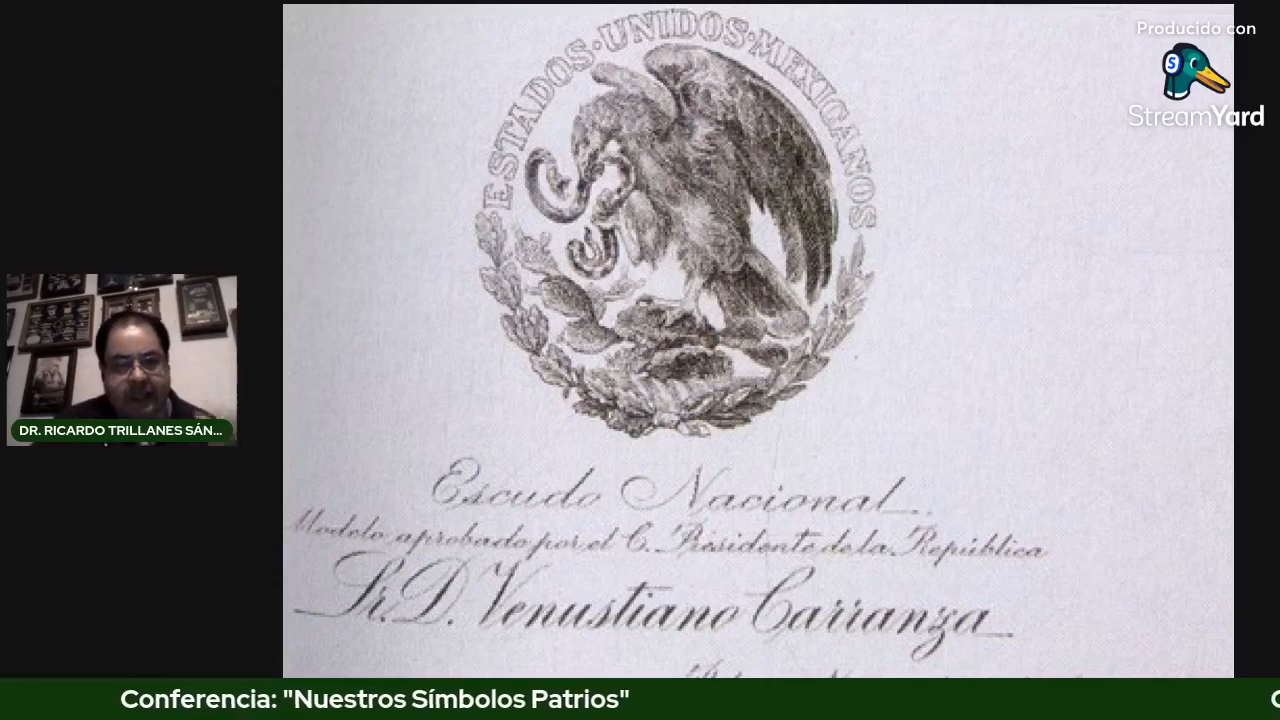 Producido con
StreamYard
ESTADOS·UNIDOS·MEXICANOS
Escudo Nacional.
Modelo aprobado por el C. Presidente de la República
Sr. D. Venustiano Carranza
DR. RICARDO TRILLANES SÁN...
Conferencia: "Nuestros Símbolos Patrios"